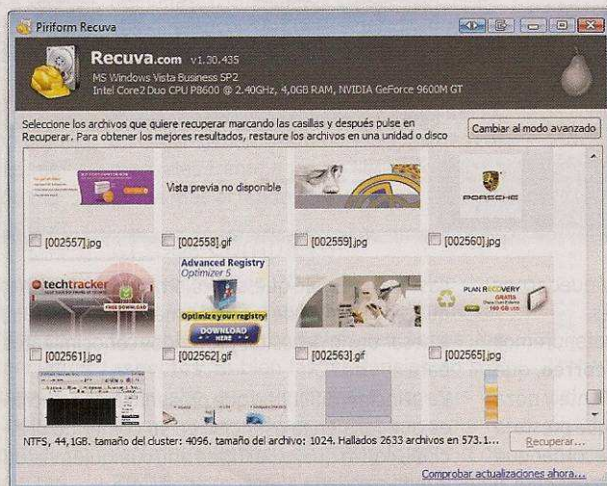 Piriform Recuva
Recuva.com v1.30.435
MS Windows Vista Business SP2
Intel Core2 Duo CPU P8600 @ 2.40GHz, 4,0GB RAM, NVIDIA GeForce 9600M GT
Seleccione los archivos que quiere recuperar marcando las casillas y después pulse en
Recuperar. Para obtener los mejores resultados, restaure los archivos en una unidad o disco
Cambiar al modo avanzado
Vista previa no disponible
PORSCHE
[002557].jpg
[002558].gif
[002559].jpg
[002560].jpg
techtracker
FREE DOWNLOAD
Advanced Registry
Optimizer 5
Optimize your registry
DOWNLOAD
HERE
PLAN RECOVERY
GRATIS
160 GB
[002561].jpg
[002562].gif
[002563].gif
[002565].jpg
NTFS, 44,1GB. tamaño del cluster: 4096. tamaño del archivo: 1024. Hallados 2633 archivos en 573.1...
Recuperar...
Comprobar actualizaciones ahora...